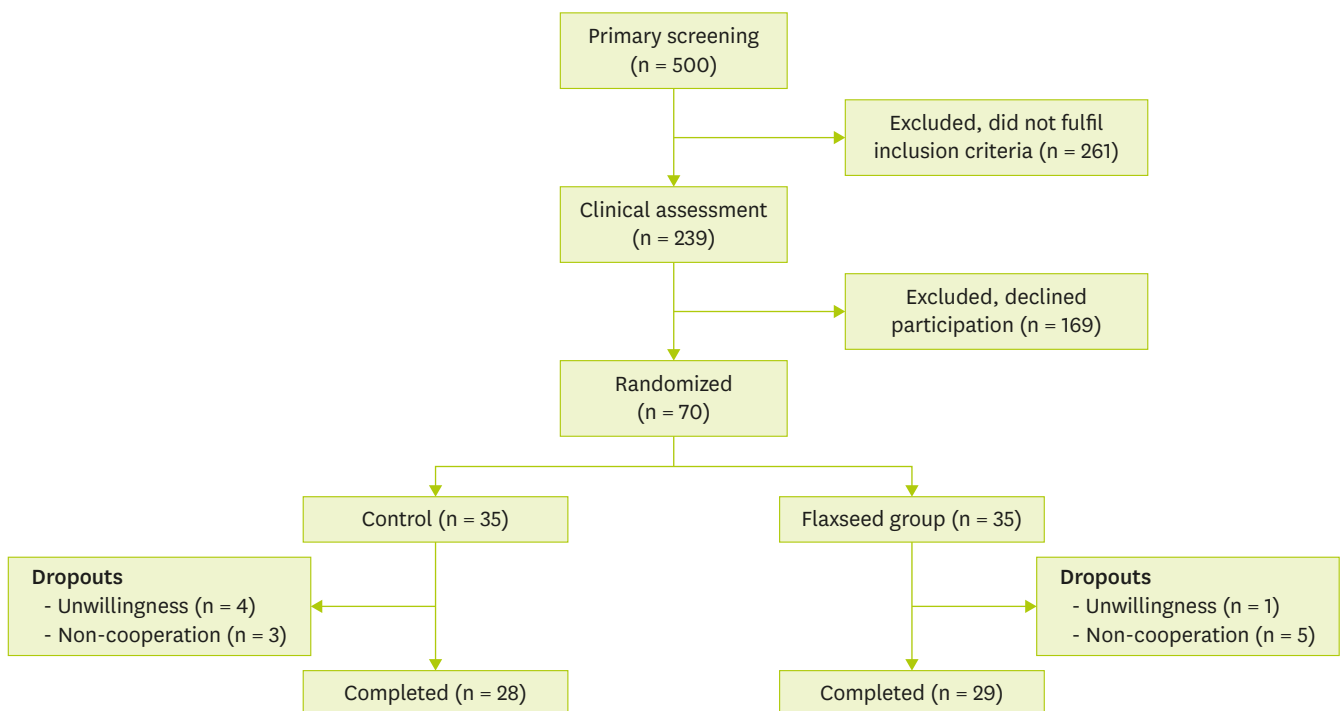 Primary screening
(n = 500)
Excluded, did not fulfil
inclusion criteria (n = 261)
Clinical assessment
(n = 239)
Excluded, declined
participation (n = 169)
Randomized
(n = 70)
Control (n = 35)
Flaxseed group (n = 35)
Dropouts
- Unwillingness (n = 4)
- Non-cooperation (n = 3)
Dropouts
- Unwillingness (n = 1)
- Non-cooperation (n = 5)
Completed (n = 28)
Completed (n = 29)